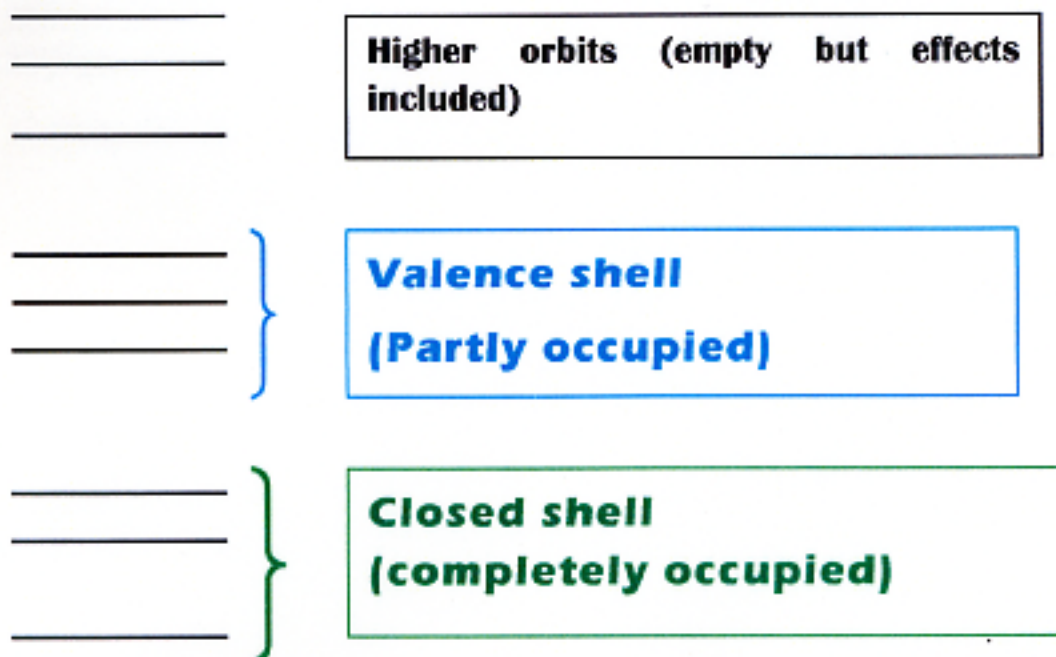 Higher orbits (empty but effects
included)
Valence shell
(Partly occupied)
Closed shell
(completely occupied)